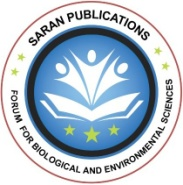 SARAN PUBLICATIONS
FORUM FOR BIOLOGICAL AND ENVIRONMENTAL SCIENCES